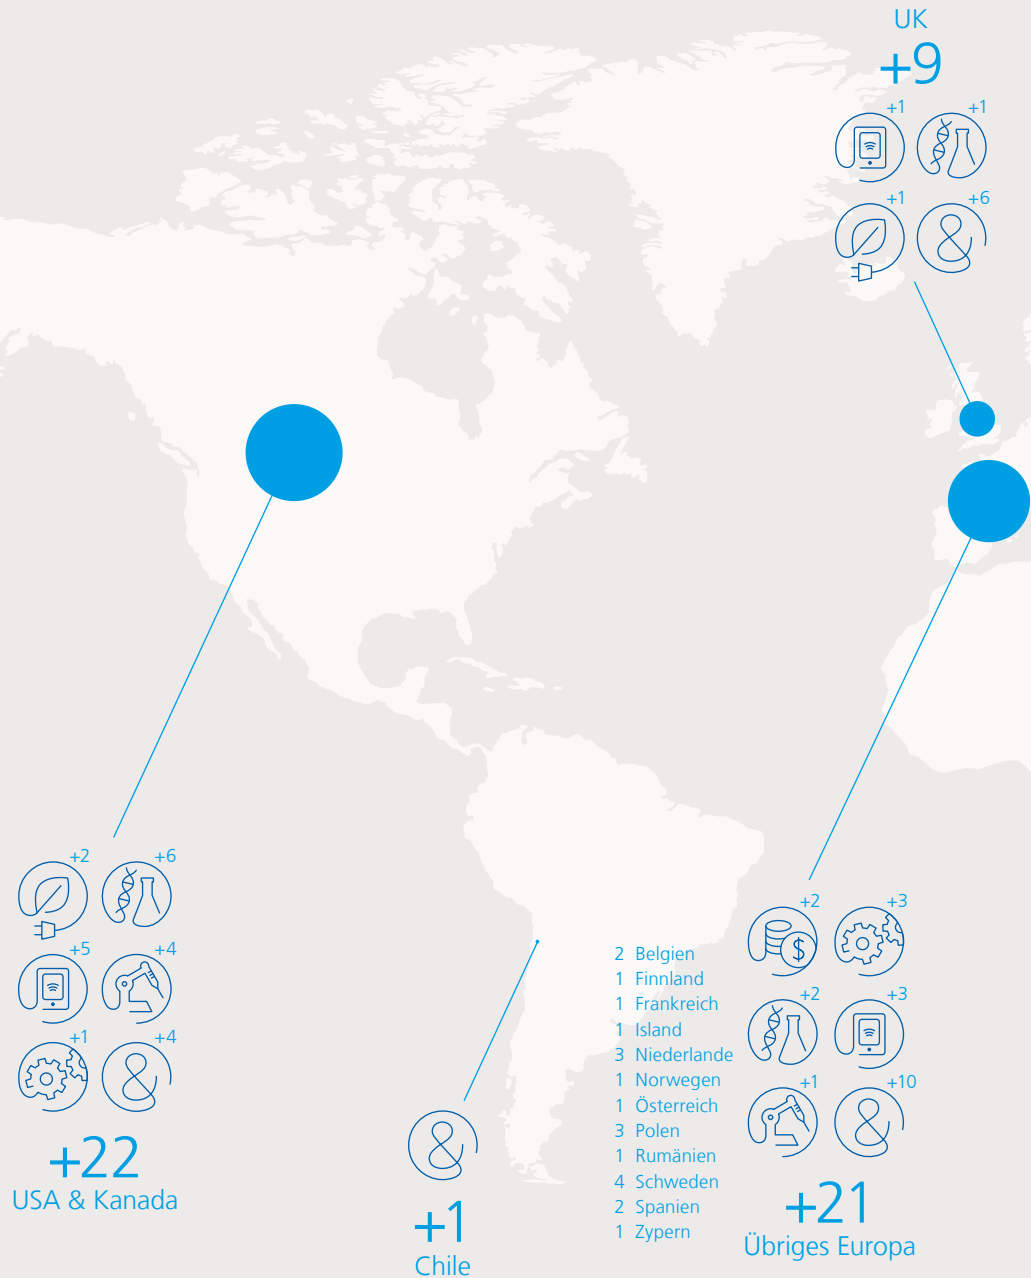 UK
+9
+1 +1
+1 +6
+2 +6
+5 +4
+1 +4
+22
USA & Kanada
&
+1
Chile
2 Belgien
1 Finnland
1 Frankreich
1 Island
3 Niederlande
1 Norwegen
1 Österreich
3 Polen
1 Rumänien
4 Schweden
2 Spanien
1 Zypern
+2 +3
$
+2 +3
+1 +10
+21
Übriges Europa